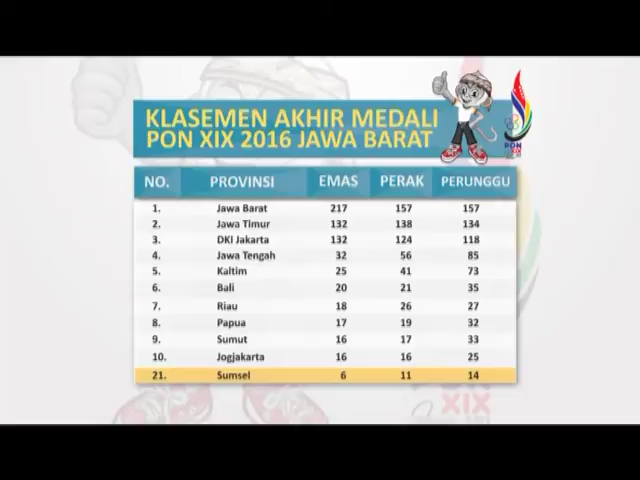 KLASEMEN AKHIR MEDALI
PON XIX 2016 JAWA BARAT
PON
XIX
NO. PROVINSI EMAS PERAK PERUNGGU
1. Jawa Barat 217 157 157
2. Jawa Timur 132 138 134
3. DKI Jakarta 132 124 118
4. Jawa Tengah 32 56 85
5. Kaltim 25 41 73
6. Bali 20 21 35
7. Riau 18 26 27
8. Papua 17 19 32
9. Sumut 16 17 33
10. Jogjakarta 16 16 25
21. Sumsel 6 11 14
XIX